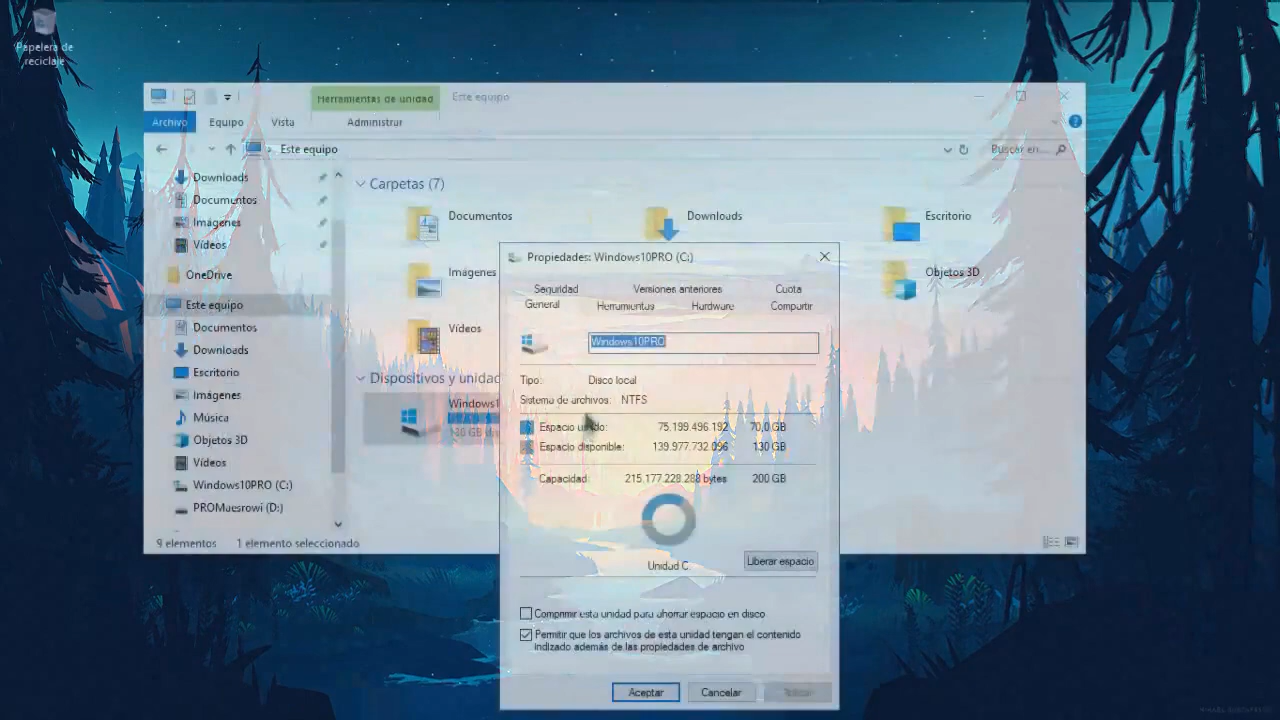 Papelera de
reciclaje
Herramientas de unidad
Este equipo
Archivo
Equipo
Vista
Administrar
Este equipo
Buscar en...
Downloads
Documentos
Imágenes
Vídeos
OneDrive
Este equipo
Documentos
Downloads
Escritorio
Imágenes
Música
Objetos 3D
Vídeos
Windows10PRO (C:)
PROMuesrowi (D:)
Carpetas (7)
Documentos
Downloads
Escritorio
Imágenes
Objetos 3D
Vídeos
Dispositivos y unidad
Windows1
130 GB
9 elementos
1 elemento seleccionado
Propiedades: Windows10PRO (C:)
Seguridad
Versiones anteriores
Cuota
General
Herramientas
Hardware
Compartir
Windows10PRO
Tipo: Disco local
Sistema de archivos: NTFS
Espacio usado: 75.199.496.192 70,0 GB
Espacio disponible: 139.977.732.096 130 GB
Capacidad: 215.177.228.288 bytes 200 GB
Unidad C
Liberar espacio
Comprimir esta unidad para ahorrar espacio en disco
Permitir que los archivos de esta unidad tengan el contenido
indizado además de las propiedades de archivo
Aceptar
Cancelar